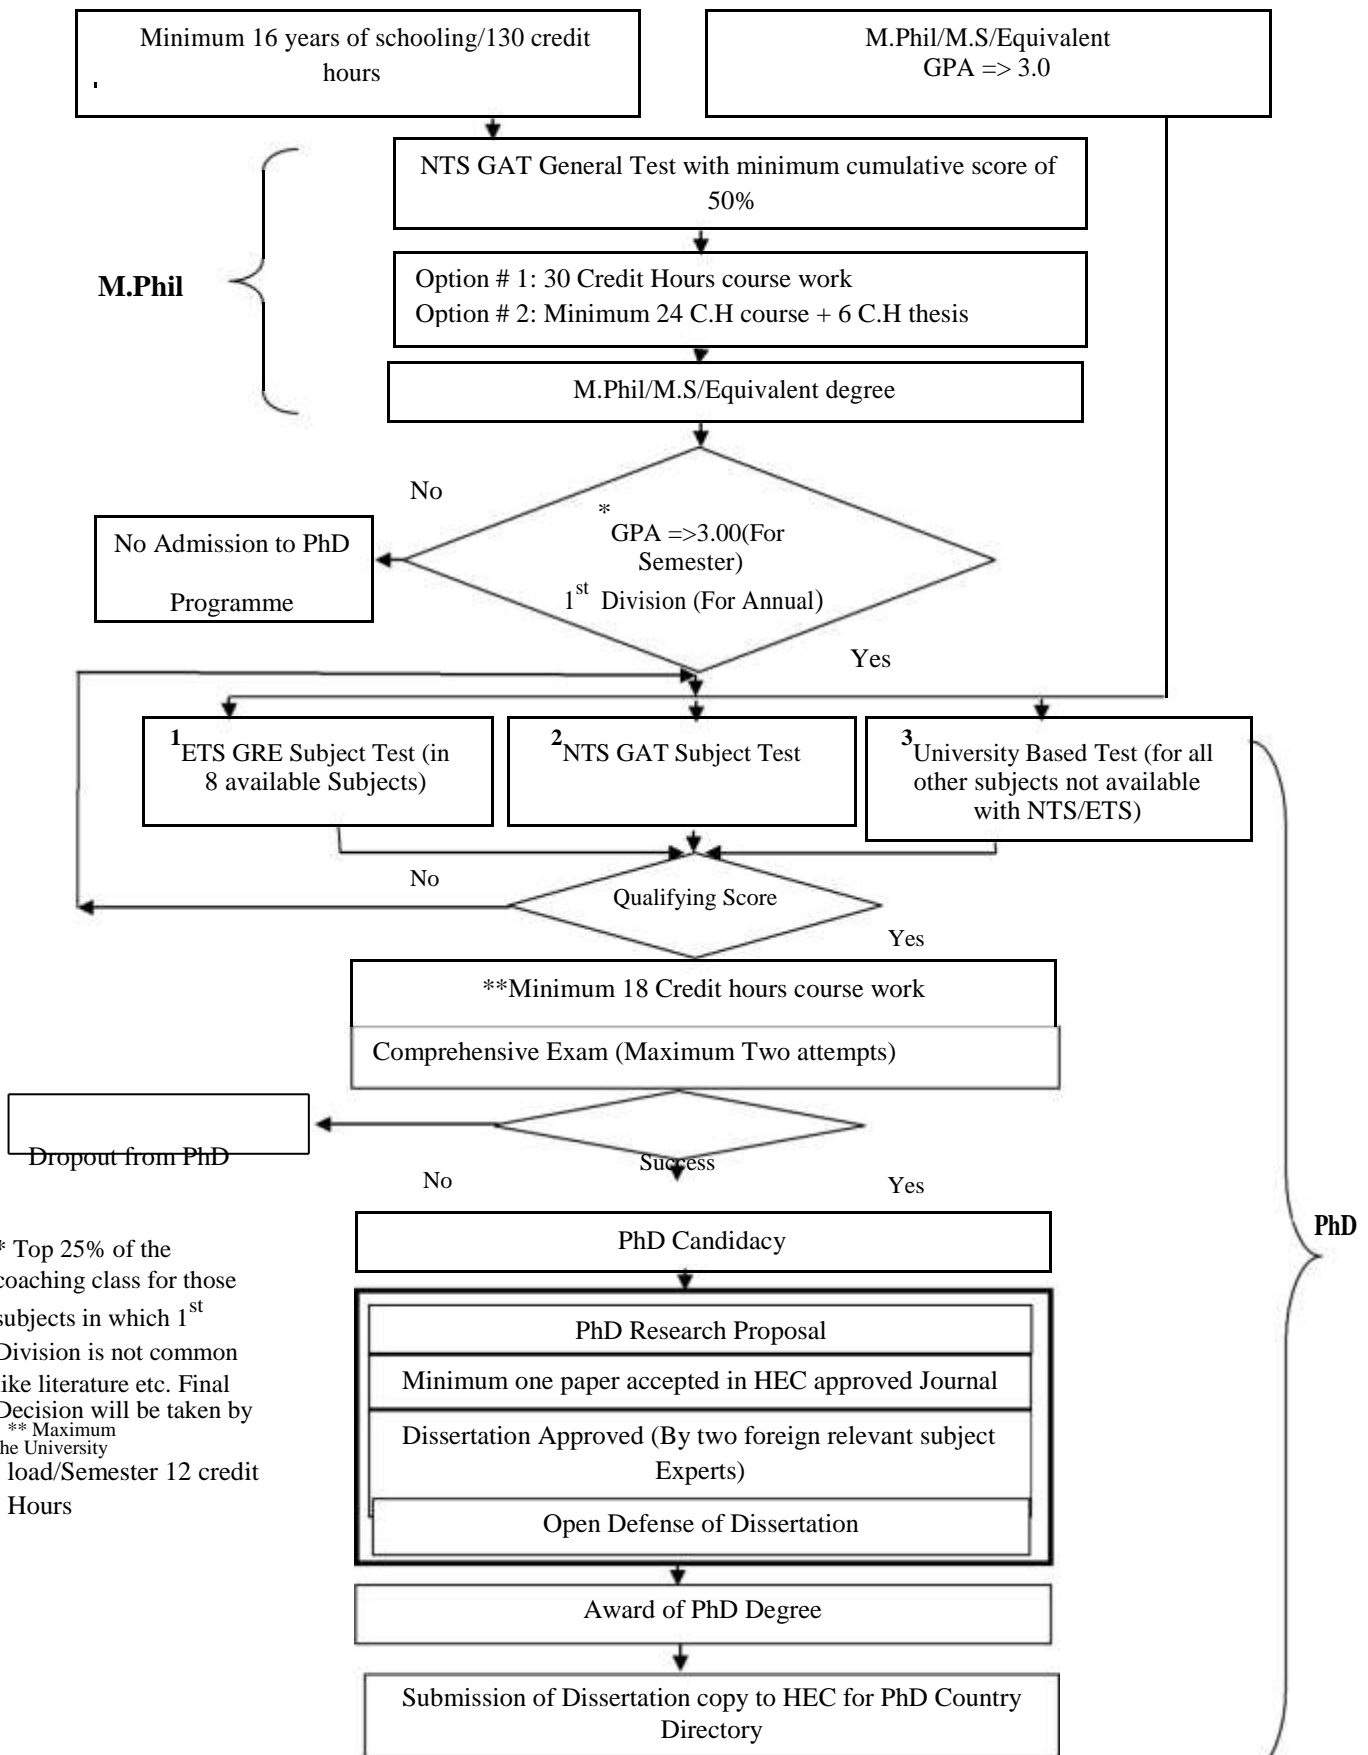 Minimum 16 years of schooling/130 credit
hours
M.Phil/M.S/Equivalent
GPA => 3.0
NTS GAT General Test with minimum cumulative score of
50%
M.Phil
Option # 1: 30 Credit Hours course work
Option # 2: Minimum 24 C.H course + 6 C.H thesis
M.Phil/M.S/Equivalent degree
No
*
GPA =>3.00(For
Semester)
1st Division (For Annual)
No Admission to PhD
Programme
Yes
1ETS GRE Subject Test (in
8 available Subjects)
2NTS GAT Subject Test
3University Based Test (for all
other subjects not available
with NTS/ETS)
No
Qualifying Score
Yes
**Minimum 18 Credit hours course work
Comprehensive Exam (Maximum Two attempts)
Dropout from PhD
Success
No
Yes
PhD Candidacy
PhD
* Top 25% of the
coaching class for those
subjects in which 1st
Division is not common
like literature etc. Final
Decision will be taken by
** Maximum
the University
load/Semester 12 credit
Hours
PhD Research Proposal
Minimum one paper accepted in HEC approved Journal
Dissertation Approved (By two foreign relevant subject
Experts)
Open Defense of Dissertation
Award of PhD Degree
Submission of Dissertation copy to HEC for PhD Country
Directory